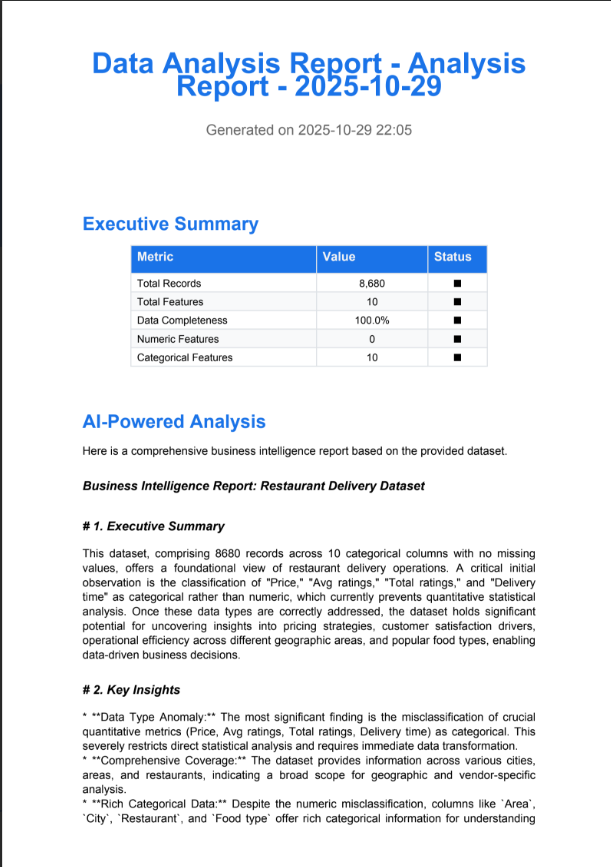 Data Analysis Report - Analysis
Report - 2025-10-29
Generated on 2025-10-29 22:05
Executive Summary
Metric Value Status
Total Records 8,680 ■
Total Features 10 ■
Data Completeness 100.0% ■
Numeric Features 0 ■
Categorical Features 10 ■
AI-Powered Analysis
Here is a comprehensive business intelligence report based on the provided dataset.
Business Intelligence Report: Restaurant Delivery Dataset
# 1. Executive Summary
This dataset, comprising 8680 records across 10 categorical columns with no missing
values, offers a foundational view of restaurant delivery operations. A critical initial
observation is the classification of "Price," "Avg ratings," "Total ratings," and "Delivery
time" as categorical rather than numeric, which currently prevents quantitative statistical
analysis. Once these data types are correctly addressed, the dataset holds significant
potential for uncovering insights into pricing strategies, customer satisfaction drivers,
operational efficiency across different geographic areas, and popular food types, enabling
data-driven business decisions.
# 2. Key Insights
* **Data Type Anomaly:** The most significant finding is the misclassification of crucial
quantitative metrics (Price, Avg ratings, Total ratings, Delivery time) as categorical. This
severely restricts direct statistical analysis and requires immediate data transformation.
* **Comprehensive Coverage:** The dataset provides information across various cities,
areas, and restaurants, indicating a broad scope for geographic and vendor-specific
analysis.
* **Rich Categorical Data:** Despite the numeric misclassification, columns like `Area`,
`City`, `Restaurant`, and `Food type` offer rich categorical information for understanding